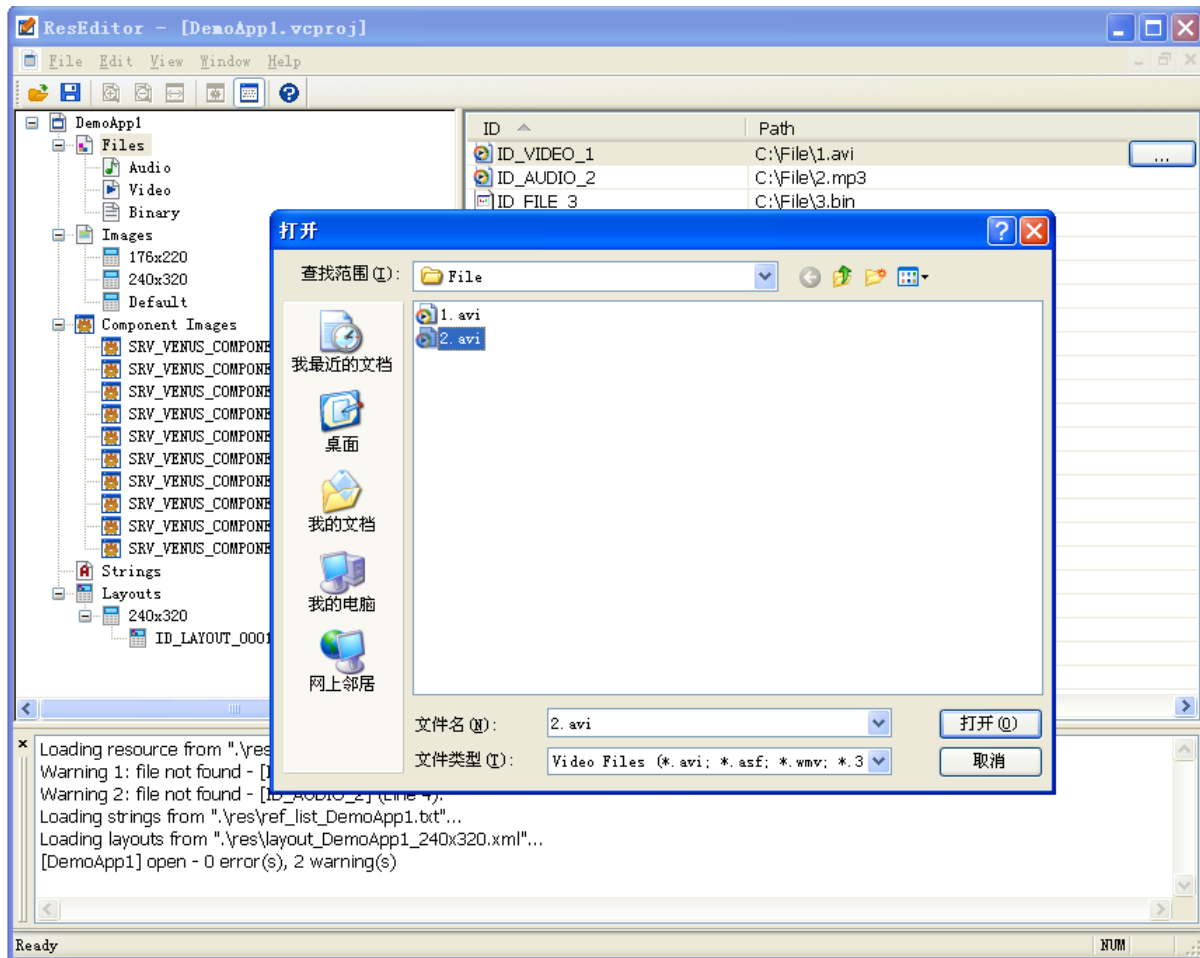 ResEditor - [DemoApp1.vcproj]
File Edit View Window Help
DemoApp1
Files
Audio
Video
Binary
Images
176x220
240x320
Default
Component Images
SRV_VENUS_COMPONE
SRV_VENUS_COMPONE
SRV_VENUS_COMPONE
SRV_VENUS_COMPONE
SRV_VENUS_COMPONE
SRV_VENUS_COMPONE
SRV_VENUS_COMPONE
SRV_VENUS_COMPONE
SRV_VENUS_COMPONE
SRV_VENUS_COMPONE
Strings
Layouts
240x320
ID_LAYOUT_0001
ID Path
ID_VIDEO_1 C:\File\1.avi ...
ID_AUDIO_2 C:\File\2.mp3
ID_FILE_3 C:\File\3.bin
打开
查找范围(I): File
1.avi
2.avi
我最近的文档
桌面
我的文档
我的电脑
网上邻居
文件名(N): 2.avi 打开(O)
文件类型(T): Video Files (*.avi; *.asf; *.wmv; *.3 取消
Loading resource from ".\res
Warning 1: file not found - [I
Warning 2: file not found - [ID_AUDIO_2] (Line 4).
Loading strings from ".\res\ref_list_DemoApp1.txt"...
Loading layouts from ".\res\layout_DemoApp1_240x320.xml"...
[DemoApp1] open - 0 error(s), 2 warning(s)
Ready NUM